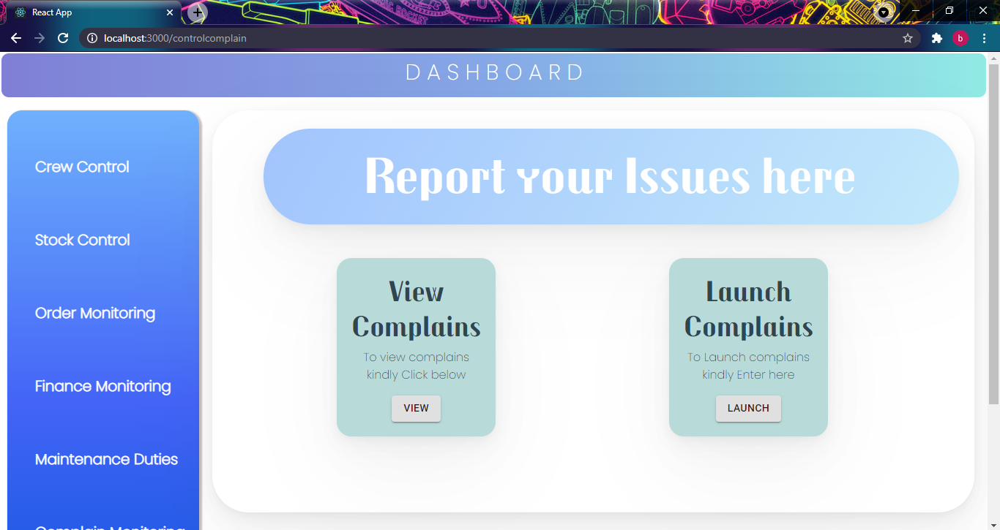 React App
localhost:3000/controlcomplain
b
DASHBOARD
Crew Control
Stock Control
Order Monitoring
Finance Monitoring
Maintenance Duties
Complain Monitoring
Report your Issues here
View
Complains
To view complains
kindly Click below
VIEW
Launch
Complains
To Launch complains
kindly Enter here
LAUNCH